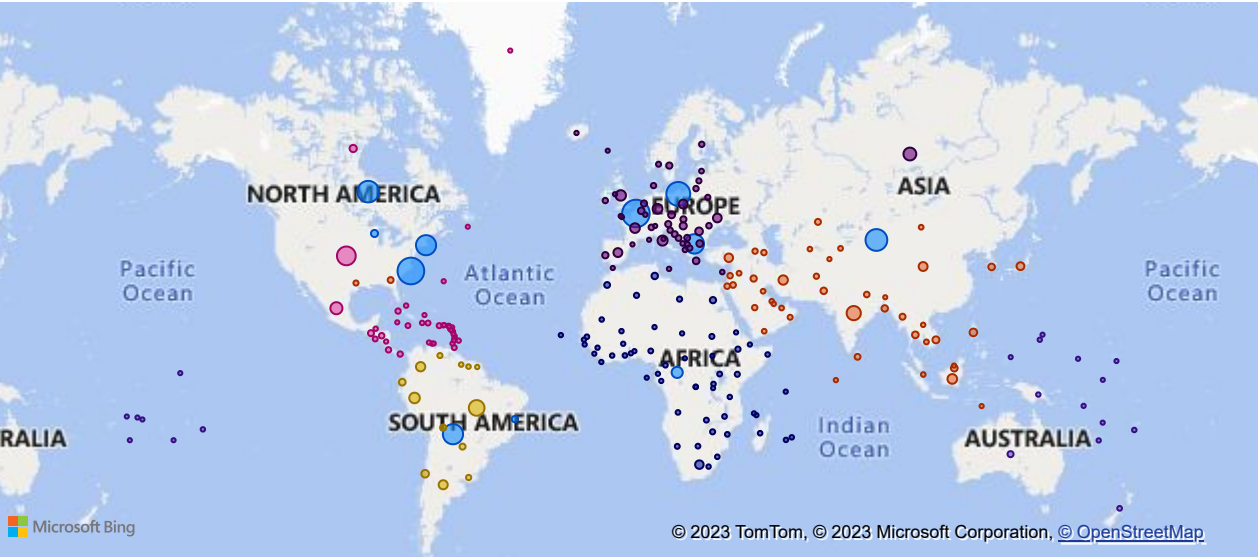 NORTH AMERICA
EUROPE
ASIA
Pacific
Ocean
Atlantic
Ocean
Pacific
Ocean
AFRICA
SOUTH AMERICA
Indian
Ocean
AUSTRALIA
RALIA
Microsoft Bing
© 2023 TomTom, © 2023 Microsoft Corporation, © OpenStreetMap